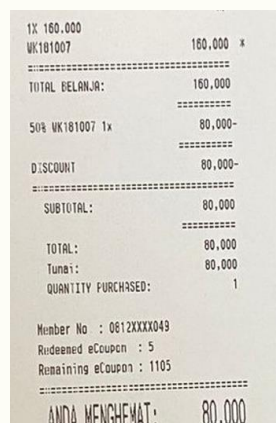 1X 160.000
WK181007 160,000 *
TOTAL BELANJA: 160,000
50% WK181007 1x 80,000-
DISCOUNT 80,000-
SUBTOTAL: 80,000
TOTAL: 80,000
Tunai: 80,000
QUANTITY PURCHASED: 1
Member No : 0812XXXX049
Redeemed eCoupon : 5
Remaining eCoupon : 1105
ANDA MENGHEMAT: 80,000